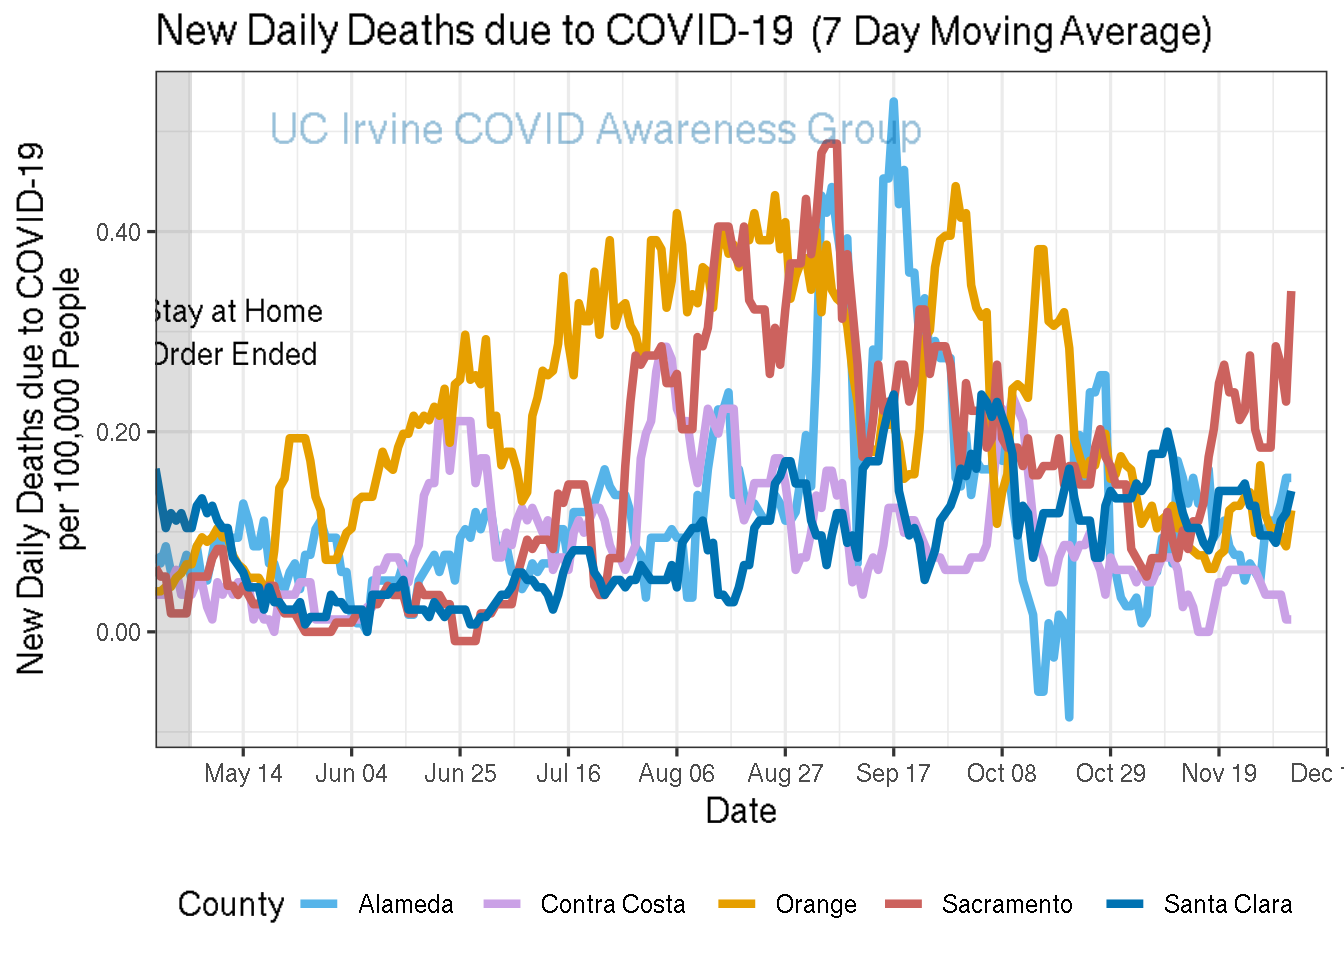 New Daily Deaths due to COVID-19 (7 Day Moving Average)
UC Irvine COVID Awareness Group
New Daily Deaths due to COVID-19
per 100,000 People
0.40
0.20
0.00
Stay at Home
Order Ended
May 14 Jun 04 Jun 25 Jul 16 Aug 06 Aug 27 Sep 17 Oct 08 Oct 29 Nov 19 Dec
Date
County Alameda Contra Costa Orange Sacramento Santa Clara